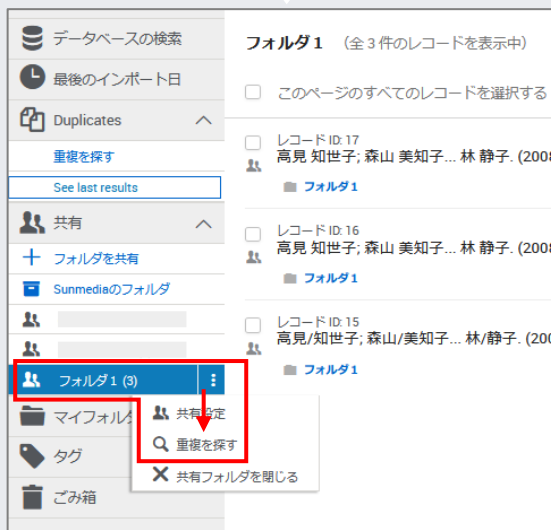 データベースの検索
最後のインポート日
Duplicates
重複を探す
See last results
共有
フォルダを共有
Sunmediaのフォルダ
フォルダ1 (3)
マイフォル
タグ
ごみ箱
共有設定
重複を探す
共有フォルダを閉じる
フォルダ1 (全3件のレコードを表示中)
このページのすべてのレコードを選択する
レコード ID: 17
高見 知世子; 森山 美知子... 林 静子. (2008
フォルダ1
レコード ID: 16
高見 知世子; 森山 美知子... 林 静子. (2008
フォルダ1
レコード ID: 15
高見/知世子; 森山/美知子... 林/静子. (200
フォルダ1